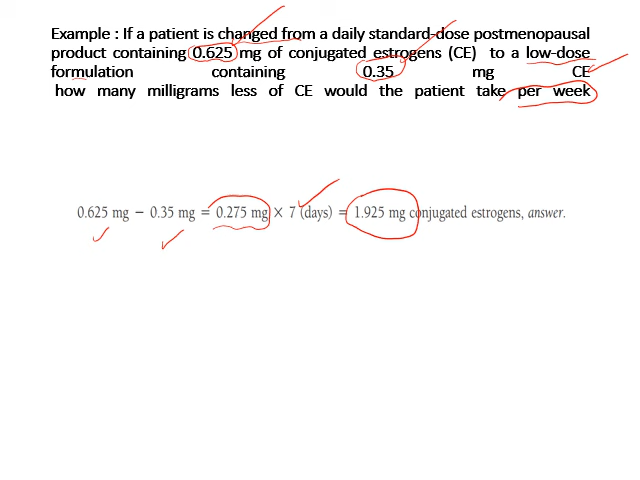 Example : If a patient is changed from a daily standard-dose postmenopausal
product containing 0.625 mg of conjugated estrogens (CE) to a low-dose
formulation containing 0.35 mg CE
how many milligrams less of CE would the patient take per week
0.625 mg − 0.35 mg = 0.275 mg × 7 (days) = 1.925 mg conjugated estrogens, answer.